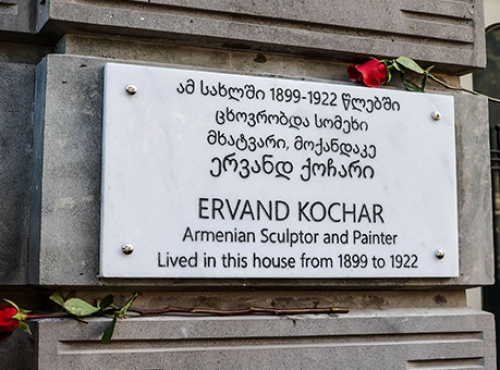 ამ სახლში 1899-1922 წლებში
ცხოვრობდა სომეხი
მხატვარი, მოქანდაკე
ერვანდ ქოჩარი
ERVAND KOCHAR
Armenian Sculptor and Painter
Lived in this house from 1899 to 1922